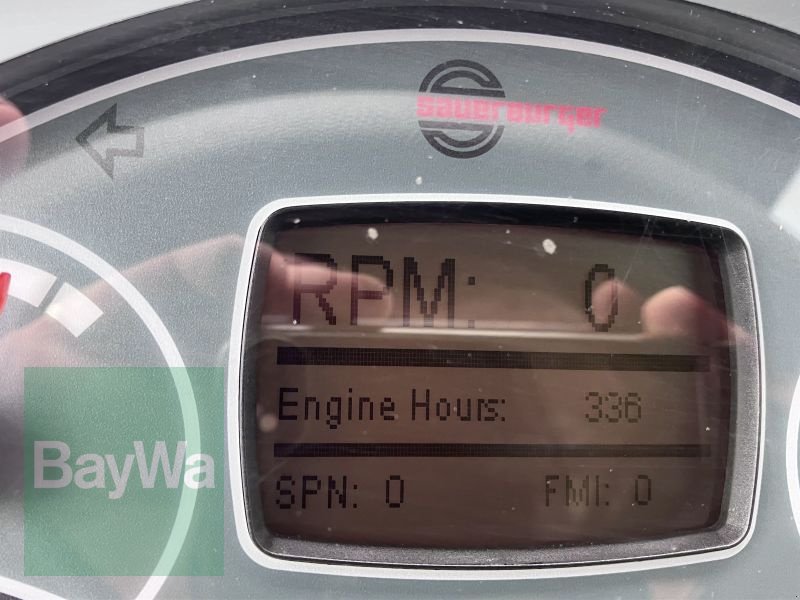 Sauerburger
RPM: 0
Engine Hours: 336
SPN: 0 FMI: 0
BayWa